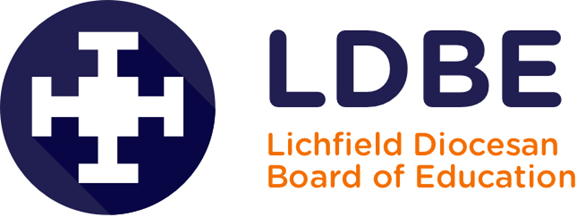 LDBE
Lichfield Diocesan
Board of Education